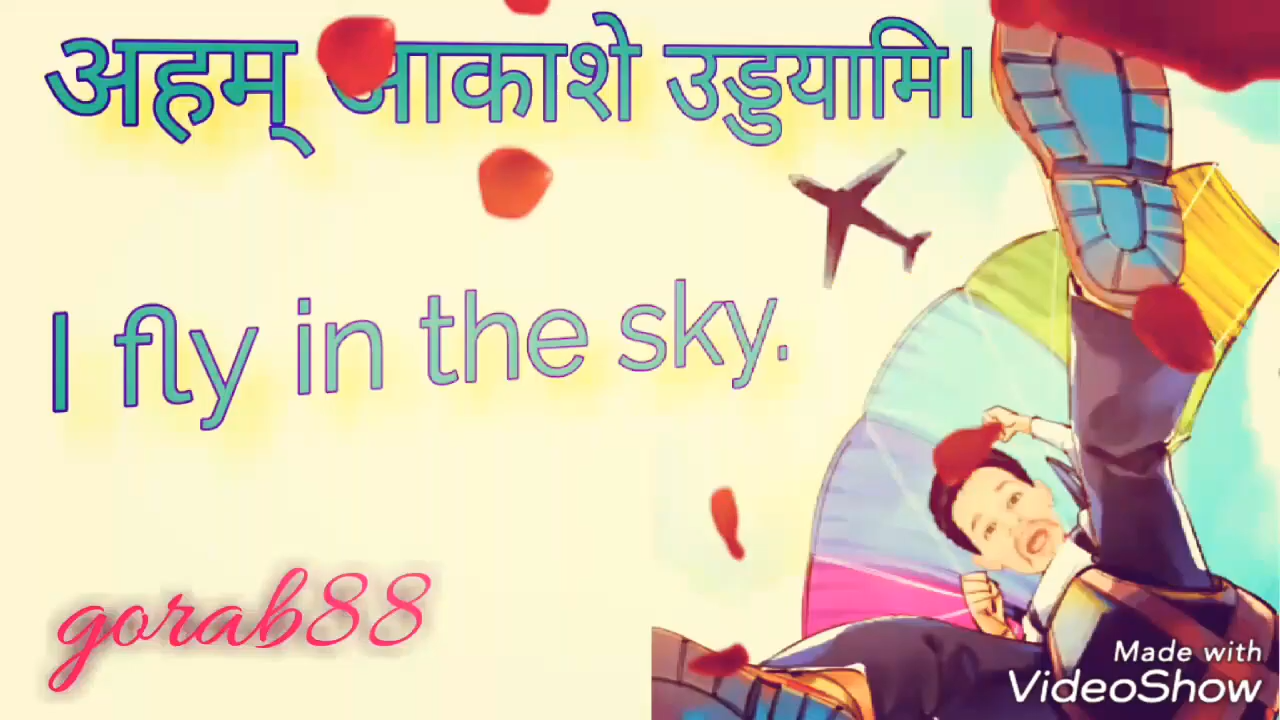 अहम् आकाशे उड्डयामि।
I fly in the sky.
gorab88
Made with
VideoShow